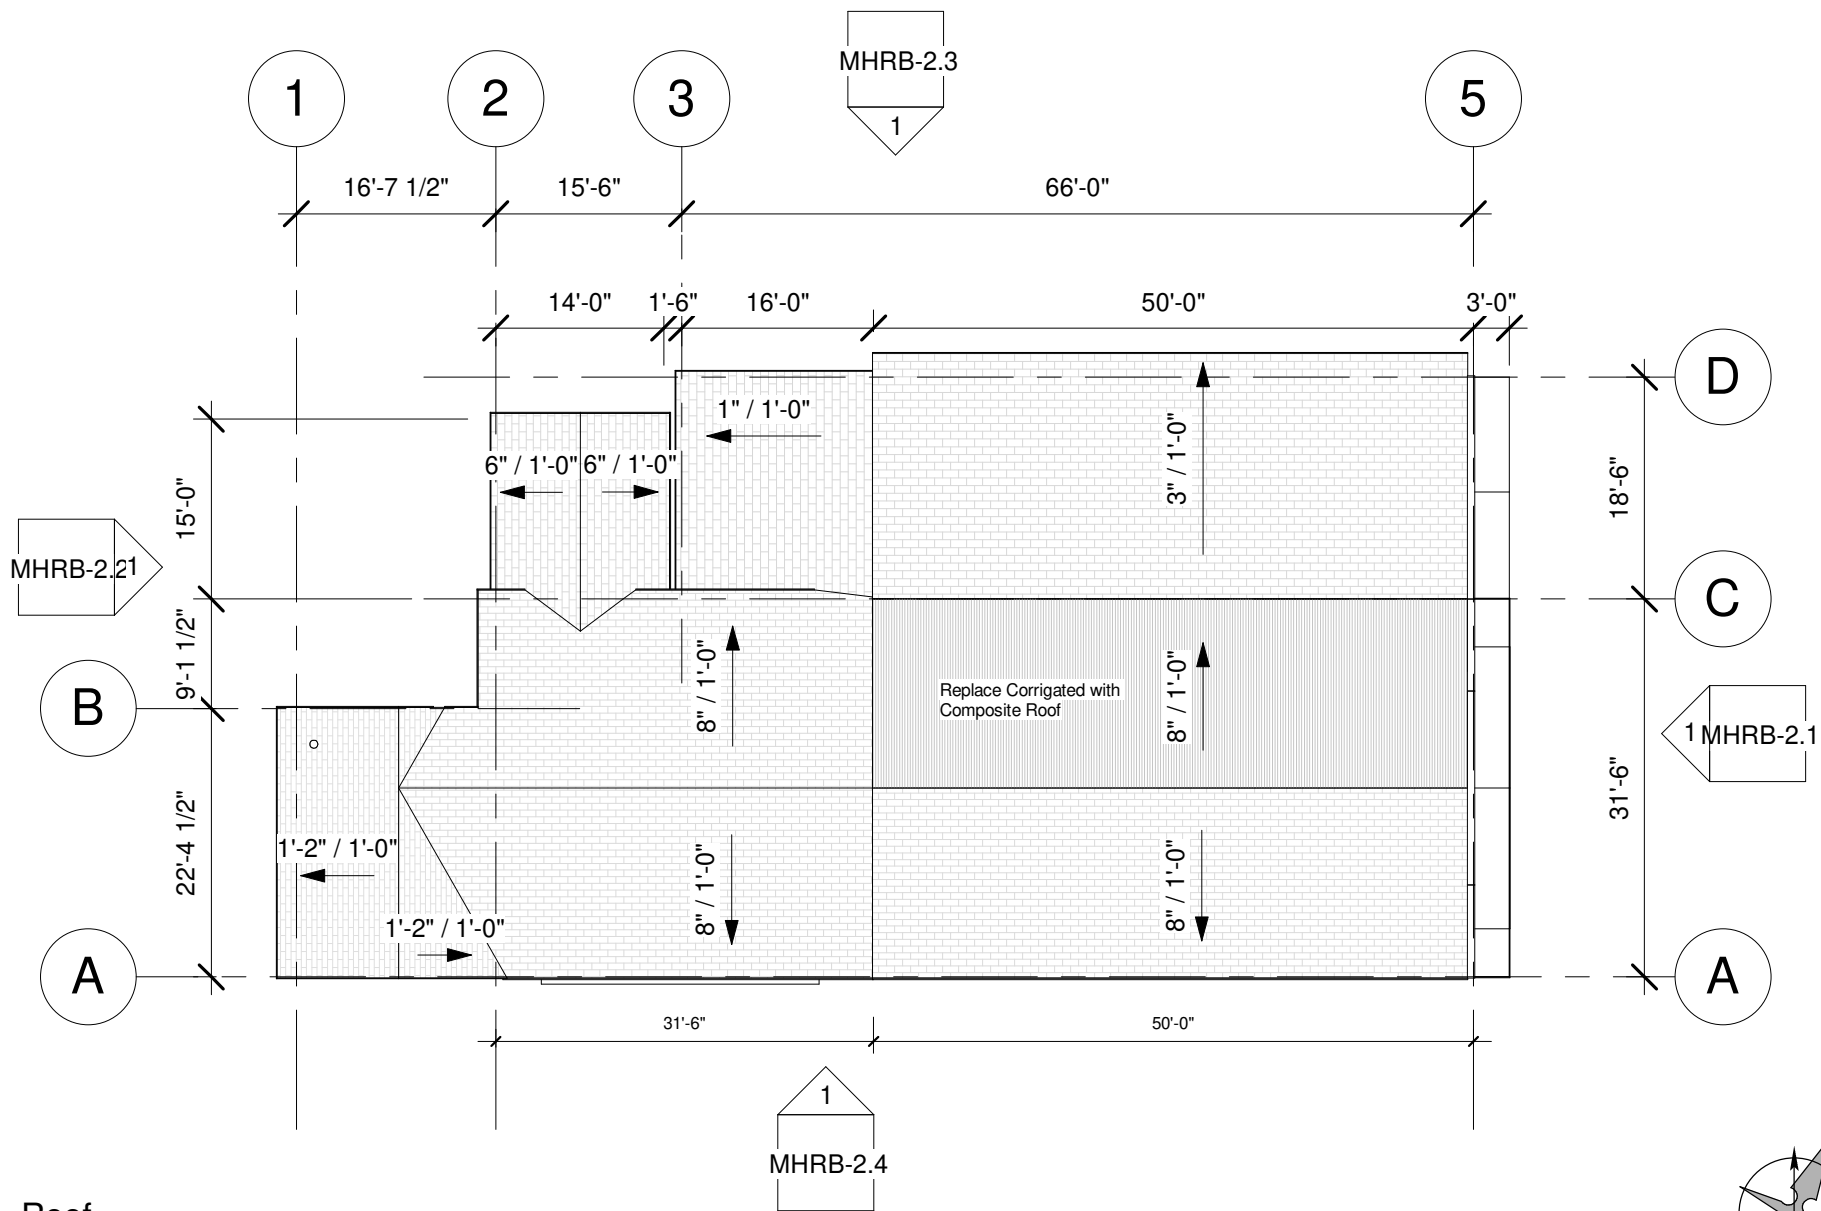 MHRB-2.3
1
1
2
3
5
16'-7 1/2"
15'-6"
66'-0"
14'-0"
1'-6"
16'-0"
50'-0"
3'-0"
D
1" / 1'-0"
3" / 1'-0"
6" / 1'-0"
6" / 1'-0"
15'-0"
18'-6"
MHRB-2.2
1
C
9'-1 1/2"
8" / 1'-0"
8" / 1'-0"
Replace Corrigated with
Composite Roof
B
1
MHRB-2.1
31'-6"
22'-4 1/2"
1'-2" / 1'-0"
8" / 1'-0"
8" / 1'-0"
1'-2" / 1'-0"
A
A
31'-6"
50'-0"
1
MHRB-2.4
Roof